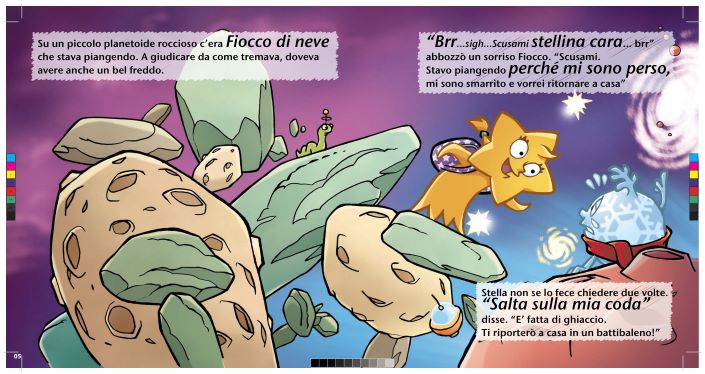 Su un piccolo planetoide roccioso c'era Fiocco di neve
che stava piangendo. A giudicare da come tremava, doveva
avere anche un bel freddo.
“Brr...sigh...Scusami stellina cara... brr”
abbozzò un sorriso Fiocco. “Scusami.
Stavo piangendo perché mi sono perso,
mi sono smarrito e vorrei ritornare a casa”
Stella non se lo fece chiedere due volte.
“Salta sulla mia coda”
disse. “E' fatta di ghiaccio.
Ti riporterò a casa in un battibaleno!”
05